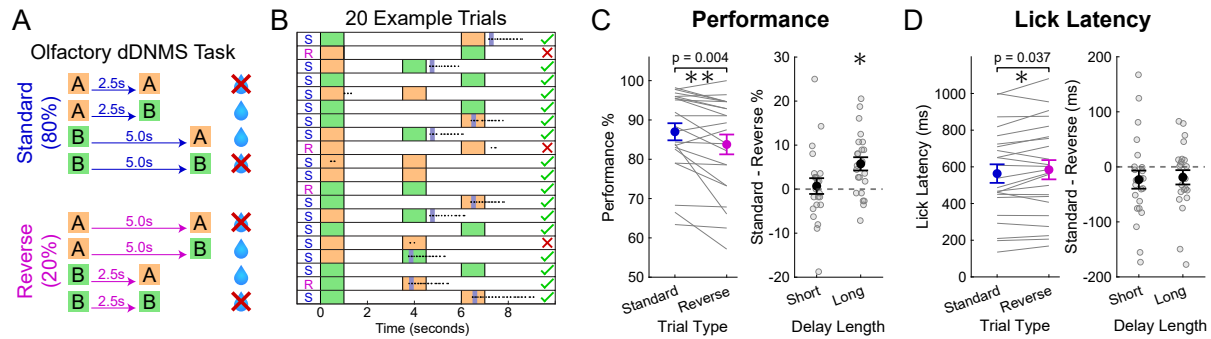 A
Olfactory dDNMS Task
Standard
(80%)
A 2.5s A
A 2.5s B
B 5.0s A
B 5.0s B
Reverse
(20%)
A 5.0s A
A 5.0s B
B 2.5s A
B 2.5s B
B
20 Example Trials
S
R
S
S
S
S
S
S
R
S
S
R
S
S
S
S
S
S
R
S
0 2 4 6 8
Time (seconds)
C
Performance
p = 0.004
**
Performance %
100
90
80
70
60
50
Standard Reverse
Trial Type
*
Standard - Reverse %
30
20
10
0
-10
-20
Short Long
Delay Length
D
Lick Latency
p = 0.037
*
Lick Latency (ms)
1200
1000
800
600
400
200
0
Standard Reverse
Trial Type
Standard - Reverse (ms)
200
100
0
-100
-200
Short Long
Delay Length